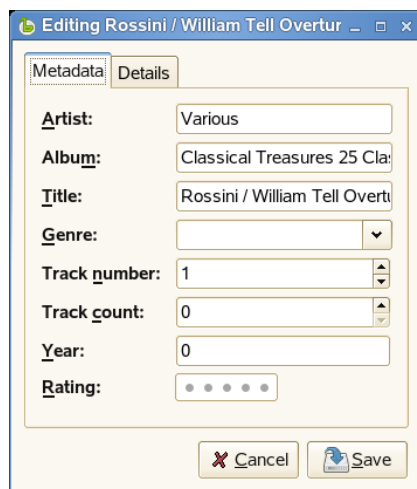 Editing Rossini / William Tell Overtur
Metadata Details
Artist: Various
Album: Classical Treasures 25 Clas
Title: Rossini / William Tell Overtu
Genre:
Track number: 1
Track count: 0
Year: 0
Rating:
Cancel Save